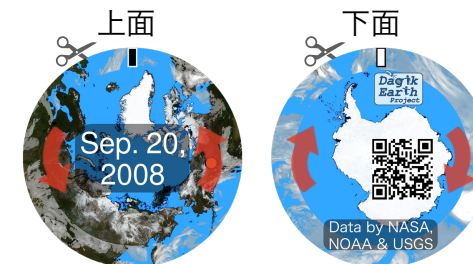 上面
下面
Sep. 20,
2008
Dagik
Earth
Project
Data by NASA,
NOAA & USGS